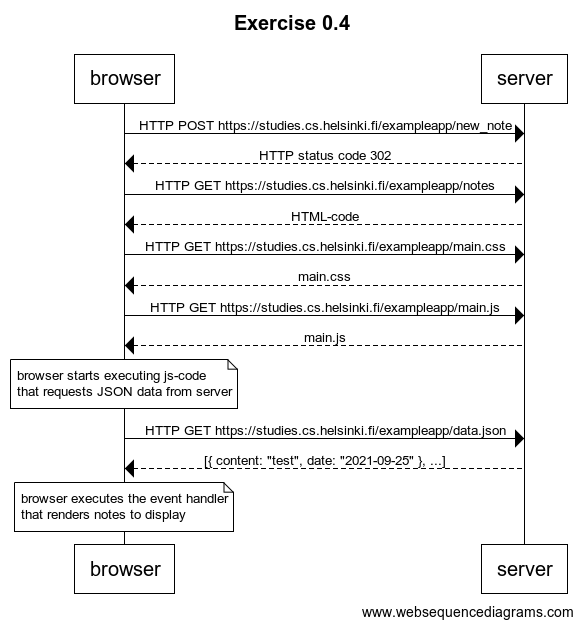 Exercise 0.4
browser
server
HTTP POST https://studies.cs.helsinki.fi/exampleapp/new_note
HTTP status code 302
HTTP GET https://studies.cs.helsinki.fi/exampleapp/notes
HTML-code
HTTP GET https://studies.cs.helsinki.fi/exampleapp/main.css
main.css
HTTP GET https://studies.cs.helsinki.fi/exampleapp/main.js
main.js
browser starts executing js-code
that requests JSON data from server
HTTP GET https://studies.cs.helsinki.fi/exampleapp/data.json
[{ content: "test", date: "2021-09-25" }, ...]
browser executes the event handler
that renders notes to display
browser
server
www.websequencediagrams.com